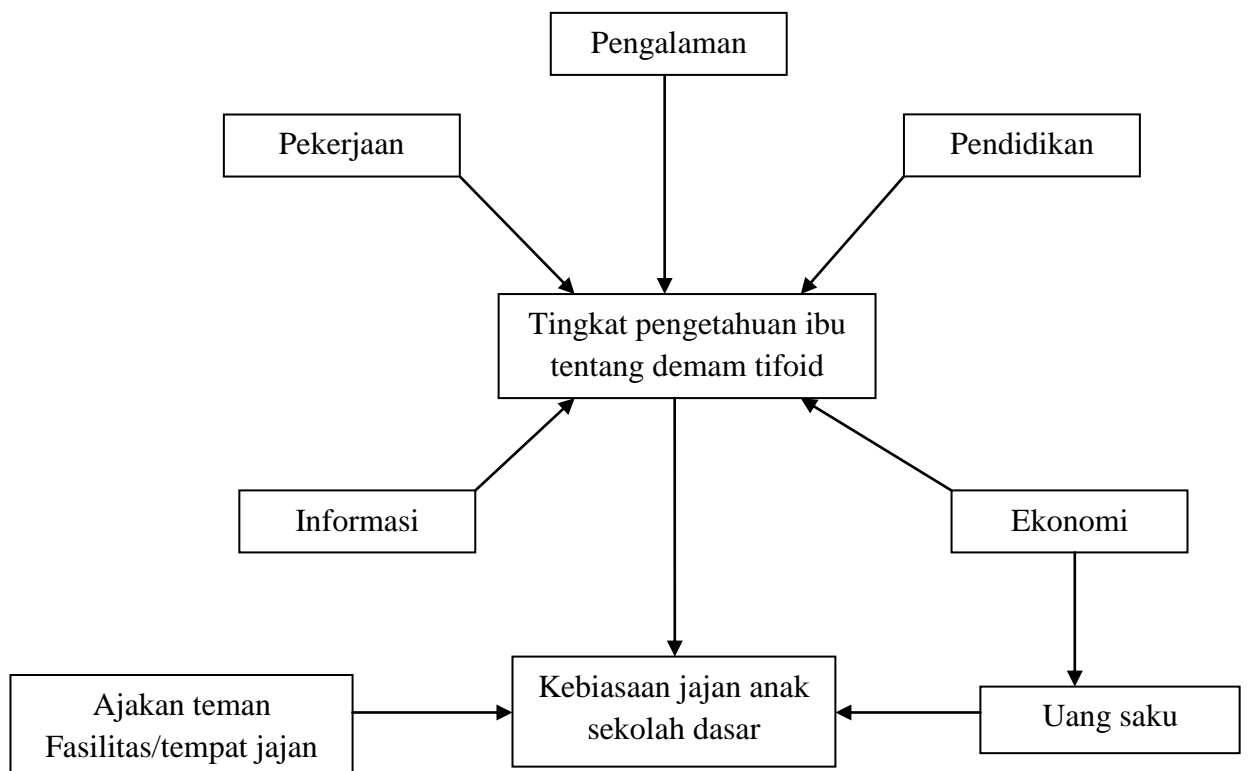 Pengalaman
Pekerjaan
Pendidikan
Tingkat pengetahuan ibu
tentang demam tifoid
Informasi
Ekonomi
Kebiasaan jajan anak
sekolah dasar
Ajakan teman
Fasilitas/tempat jajan
Uang saku